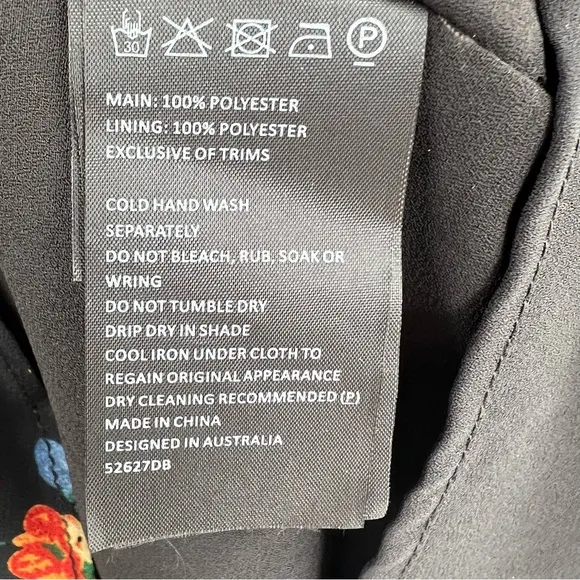 30 P
MAIN: 100% POLYESTER
LINING: 100% POLYESTER
EXCLUSIVE OF TRIMS
COLD HAND WASH
SEPARATELY
DO NOT BLEACH, RUB, SOAK OR
WRING
DO NOT TUMBLE DRY
DRIP DRY IN SHADE
COOL IRON UNDER CLOTH TO
REGAIN ORIGINAL APPEARANCE
DRY CLEANING RECOMMENDED (P)
MADE IN CHINA
DESIGNED IN AUSTRALIA
52627DB